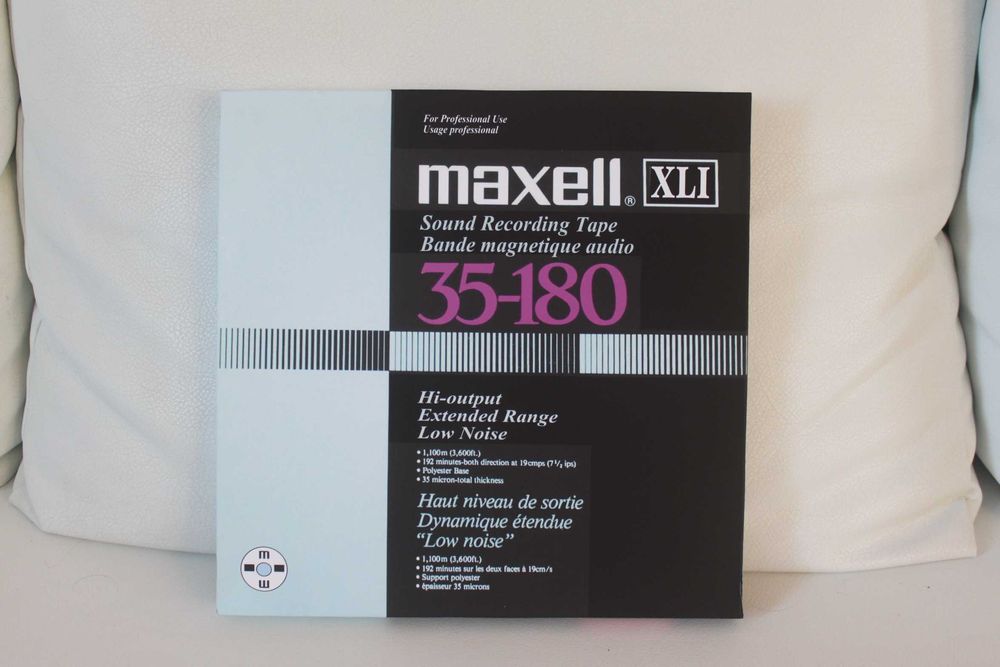 For Professional Use
Usage professional
maxell® XLI
Sound Recording Tape
Bande magnetique audio
35-180
Hi-output
Extended Range
Low Noise
• 1,100m (3,600ft.)
• 192 minutes-both direction at 19cmps (7½ ips)
• Polyester Base
• 35 micron-total thickness
Haut niveau de sortie
Dynamique étendue
“Low noise”
• 1,100m (3,600ft.)
• 192 minutes sur les deux faces à 19cm/s
• Support polyester
• épaisseur 35 microns
m
m